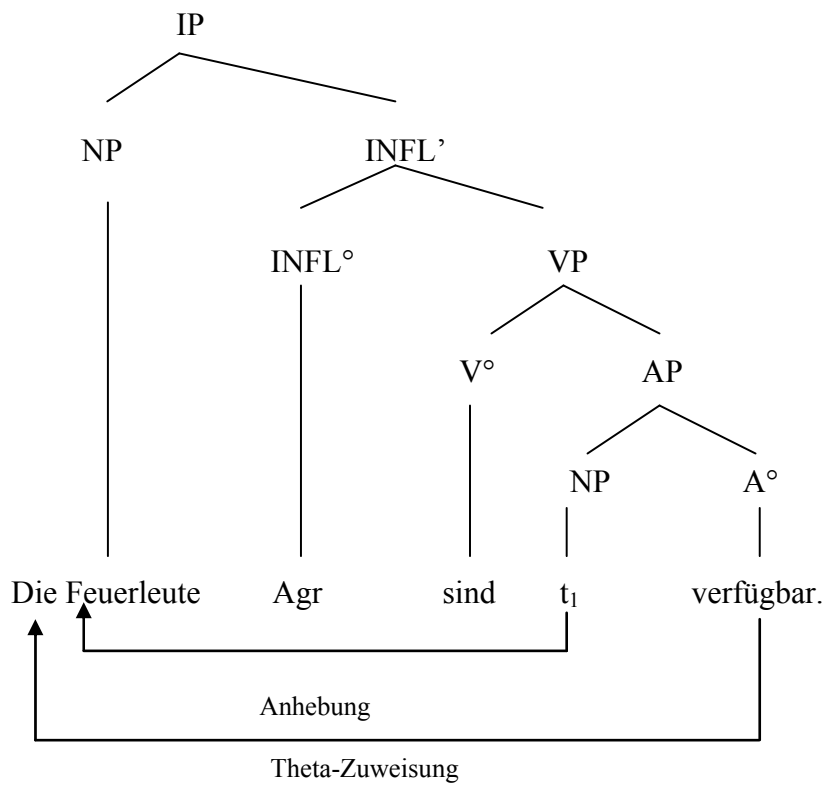 IP
NP INFL’
INFL° VP
V° AP
NP A°
Die Feuerleute Agr sind t₁ verfügbar.
Anhebung
Theta-Zuweisung